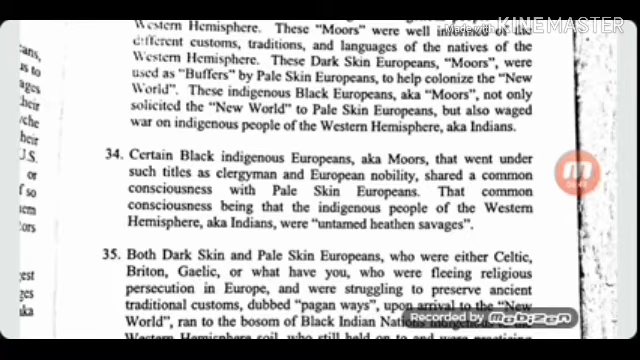 Western Hemisphere. These "Moors" were well informed of the
different customs, traditions, and languages of the natives of the
Western Hemisphere. These Dark Skin Europeans, "Moors", were
used as "Buffers" by Pale Skin Europeans, to help colonize the "New
World". These indigenous Black Europeans, aka "Moors", not only
solicited the "New World" to Pale Skin Europeans, but also waged
war on indigenous people of the Western Hemisphere, aka Indians.
34. Certain Black indigenous Europeans, aka Moors, that went under
such titles as clergyman and European nobility, shared a common
consciousness with Pale Skin Europeans. That common
consciousness being that the indigenous people of the Western
Hemisphere, aka Indians, were "untamed heathen savages".
35. Both Dark Skin and Pale Skin Europeans, who were either Celtic,
Briton, Gaelic, or what have you, who were fleeing religious
persecution in Europe, and were struggling to preserve ancient
traditional customs, dubbed "pagan ways", upon arrival to the "New
World", ran to the bosom of Black Indian Nations
Western Hemisphere soil, who still held on to and were practicing
KINEMASTER
Recorded by Mobizen